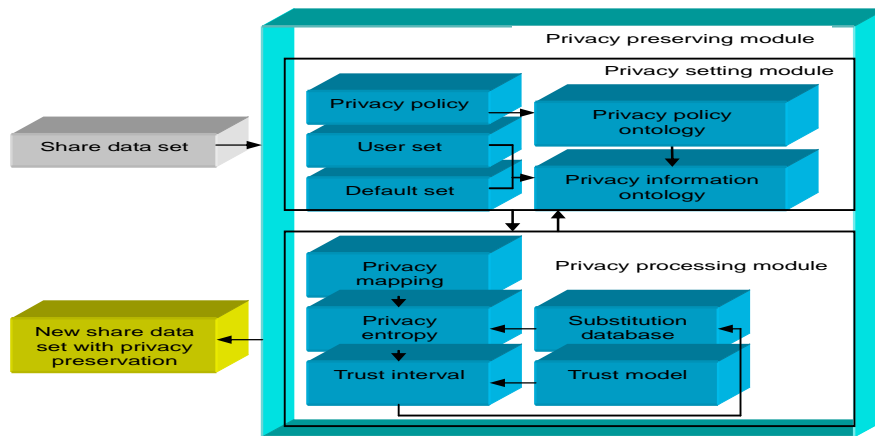 Privacy preserving module
Privacy setting module
Privacy policy
Privacy policy
ontology
Share data set
User set
Default set
Privacy information
ontology
Privacy
mapping
Privacy processing module
New share data
set with privacy
preservation
Privacy
entropy
Substitution
database
Trust interval
Trust model